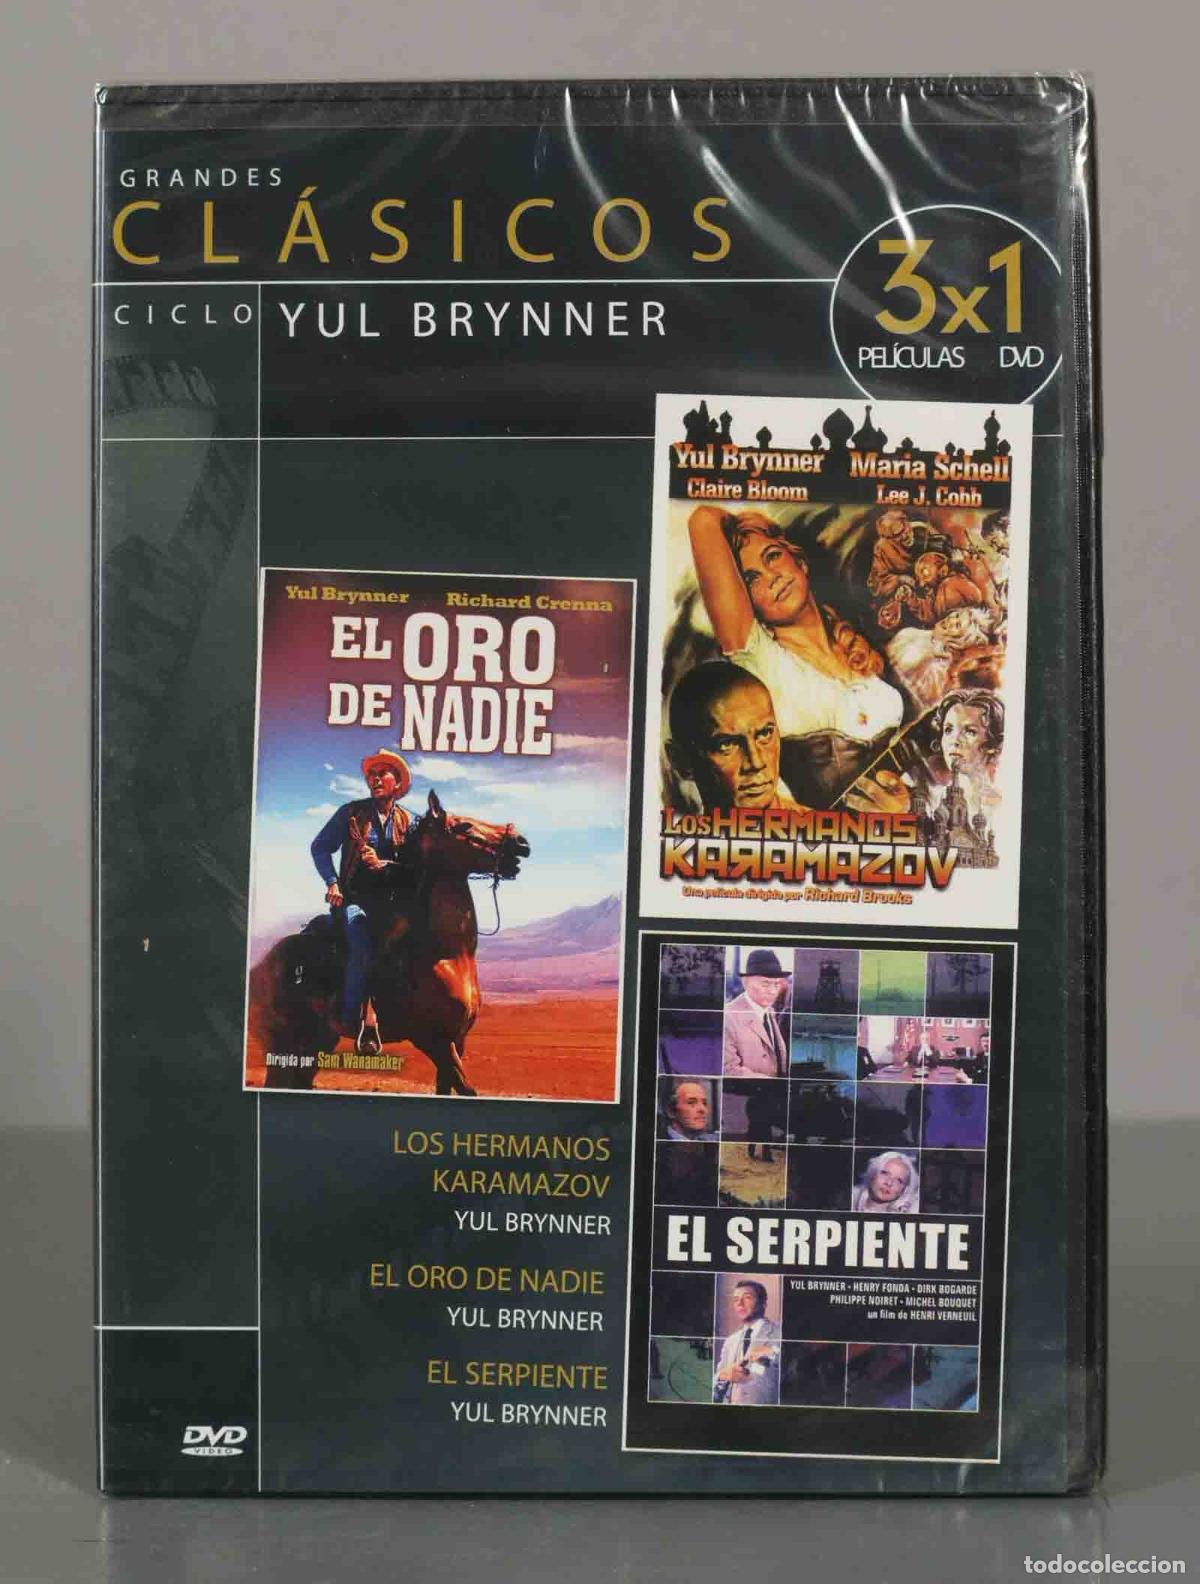 GRANDES
CLÁSICOS
CICLO
YUL BRYNNER
3x1
PELÍCULAS DVD
Yul Brynner Maria Schell
Claire Bloom Lee J. Cobb
Los HERMANOS
KAЯAMAZOV
Una película dirigida por Richard Brooks
Yul Brynner Richard Crenna
EL ORO
DE NADIE
Dirigida por Sam Wanamaker
LOS HERMANOS
KARAMAZOV
YUL BRYNNER
EL ORO DE NADIE
YUL BRYNNER
EL SERPIENTE
YUL BRYNNER
EL SERPIENTE
YUL BRYNNER - HENRY FONDA - DIRK BOGARDE
PHILIPPE NOIRET - MICHEL BOUQUET
un film de HENRI VERNEUIL
DVD
VIDEO
todocoleccion